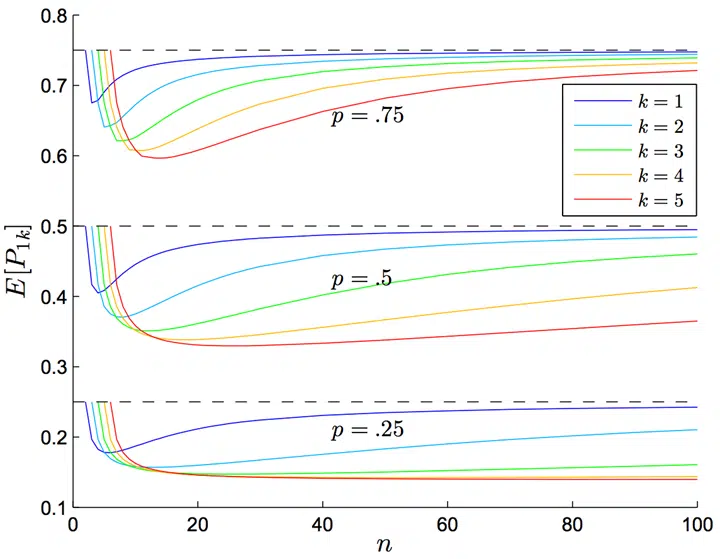 0.8
0.7
0.6
0.5
0.4
0.3
0.2
0.1
E[P1k]
p = .75
p = .5
p = .25
k = 1
k = 2
k = 3
k = 4
k = 5
0 20 40 60 80 100
n